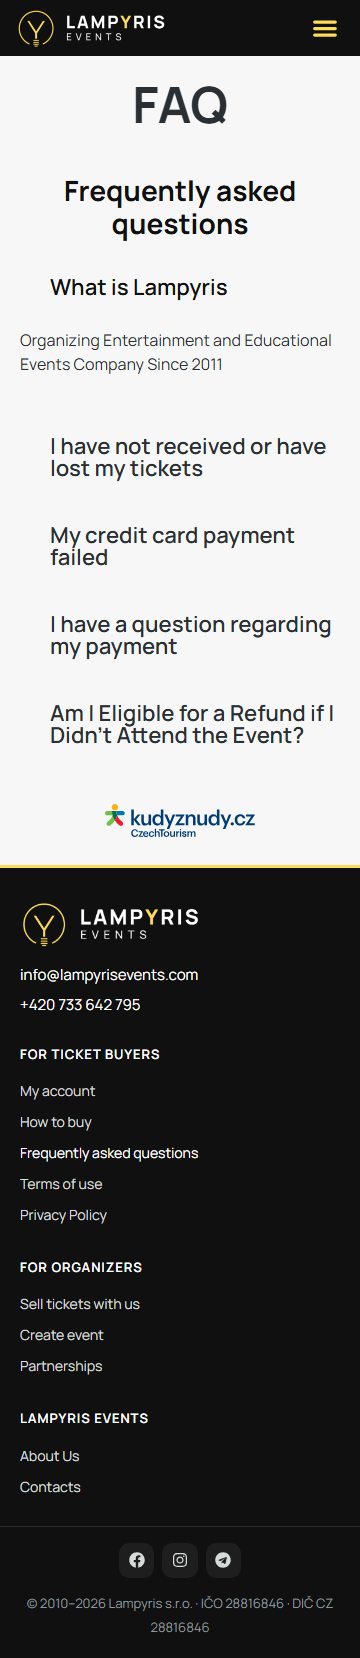 LAMPYRIS
EVENTS
FAQ
Frequently asked
questions
What is Lampyris
Organizing Entertainment and Educational
Events Company Since 2011
I have not received or have
lost my tickets
My credit card payment
failed
I have a question regarding
my payment
Am I Eligible for a Refund if I
Didn't Attend the Event?
kudyznudy.cz
CzechTourism
LAMPYRIS
EVENTS
info@lampyrisevents.com
+420 733 642 795
FOR TICKET BUYERS
My account
How to buy
Frequently asked questions
Terms of use
Privacy Policy
FOR ORGANIZERS
Sell tickets with us
Create event
Partnerships
LAMPYRIS EVENTS
About Us
Contacts
© 2010–2026 Lampyris s.r.o. · IČO 28816846 · DIČ CZ
28816846